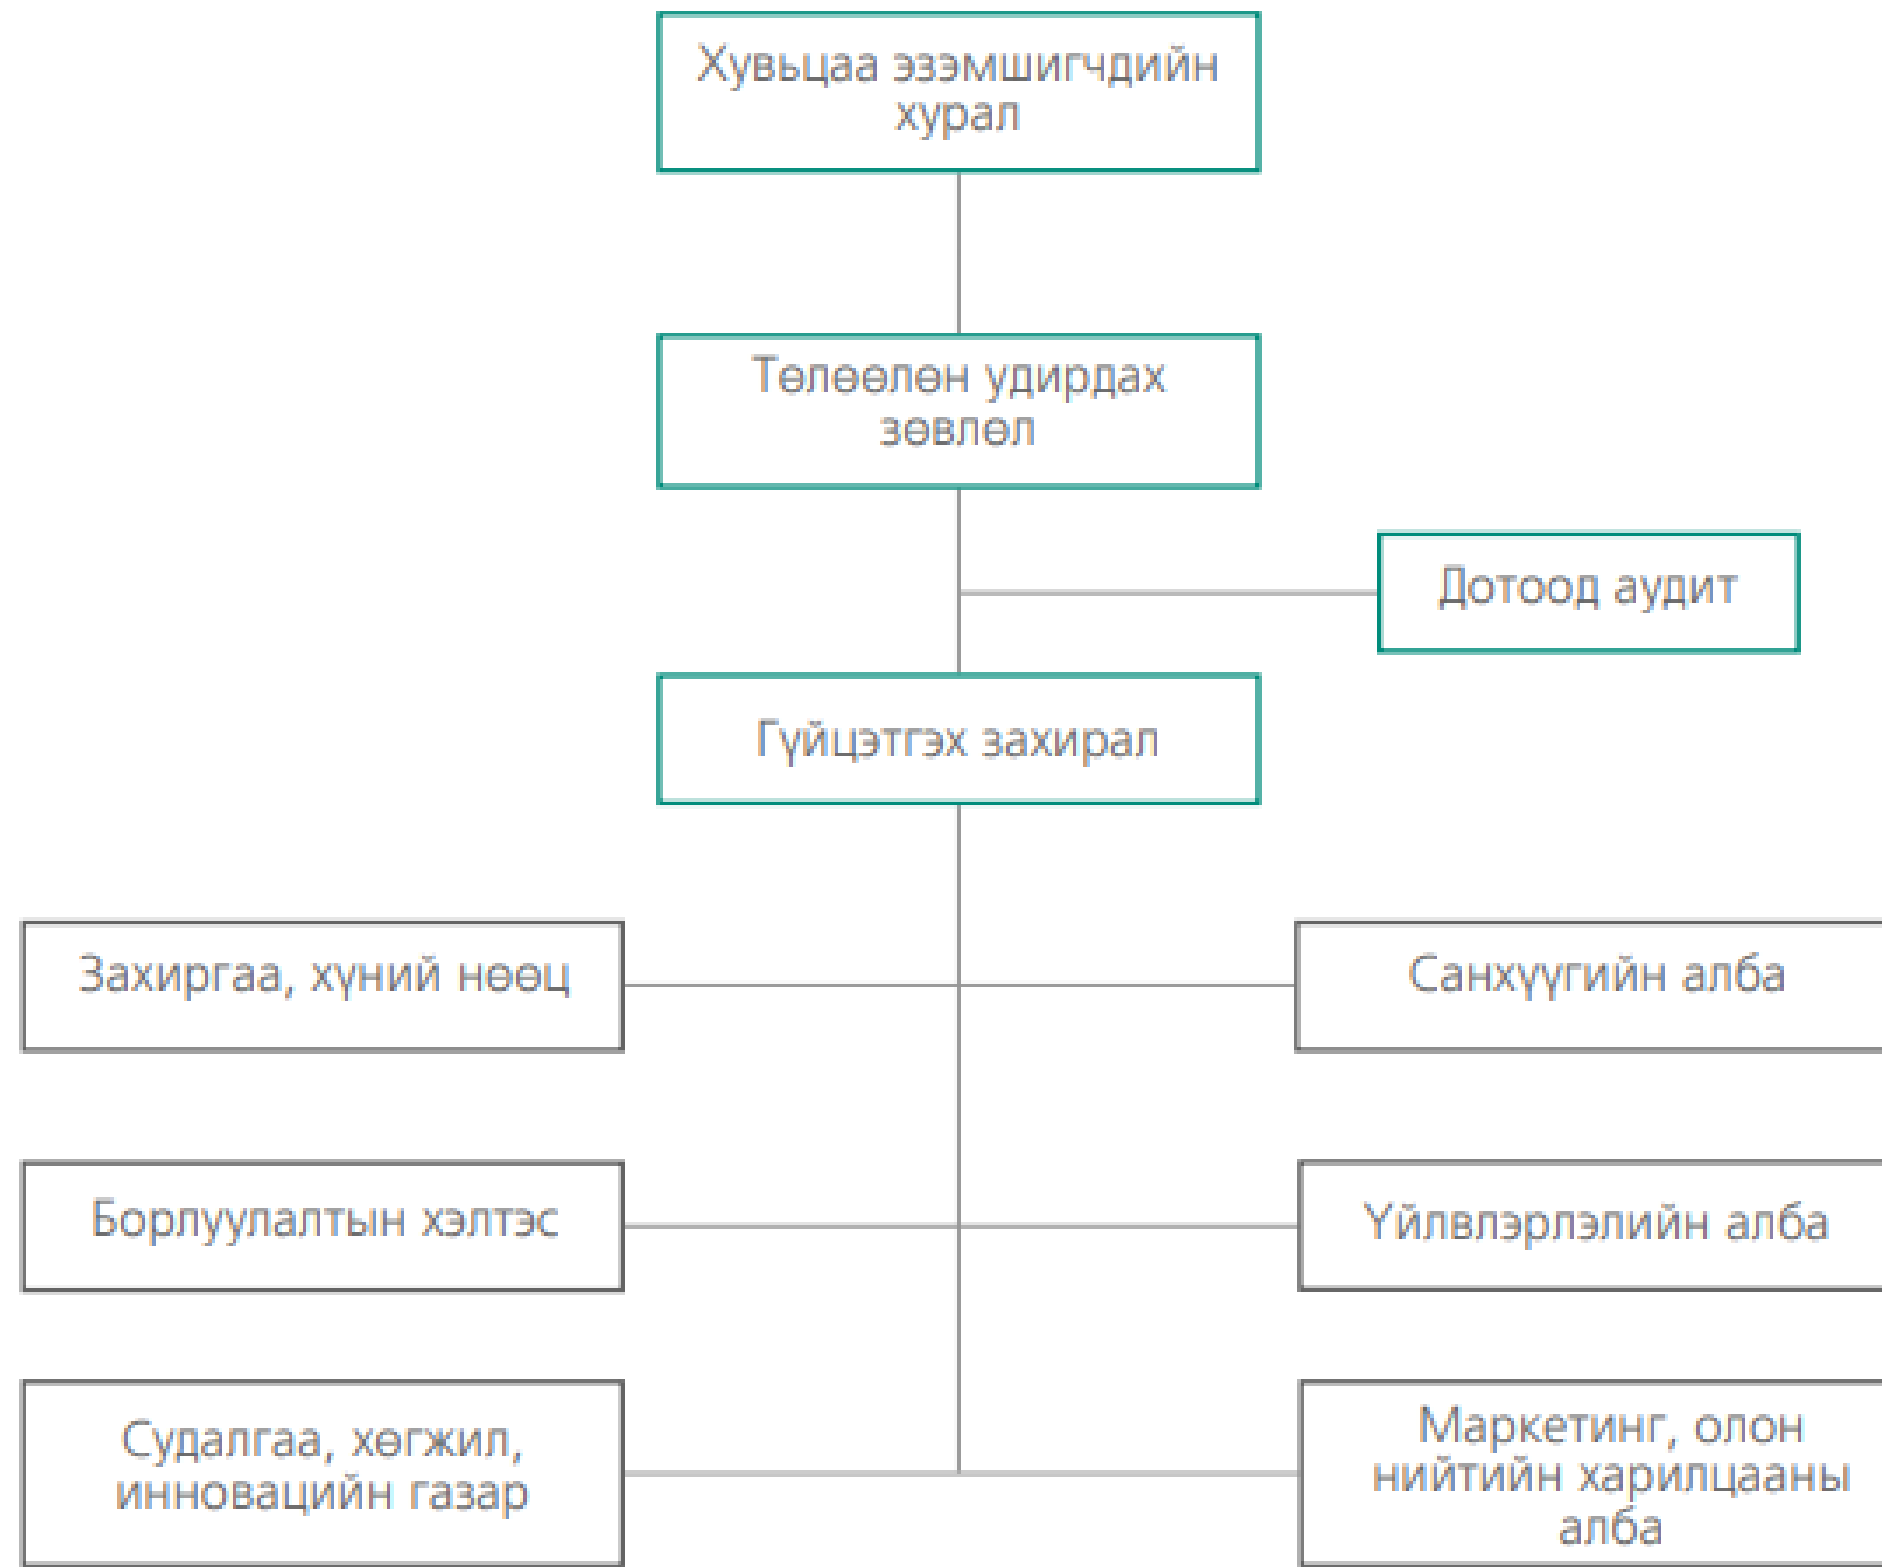 Хувьцаа эзэмшигчдийн
хурал
Төлөөлөн удирдах
зөвлөл
Дотоод аудит
Гүйцэтгэх захирал
Захиргаа, хүний нөөц
Санхүүгийн алба
Борлуулалтын хэлтэс
Үйлвлэрлэлийн алба
Судалгаа, хөгжил,
инновацийн газар
Маркетинг, олон
нийтийн харилцааны
алба